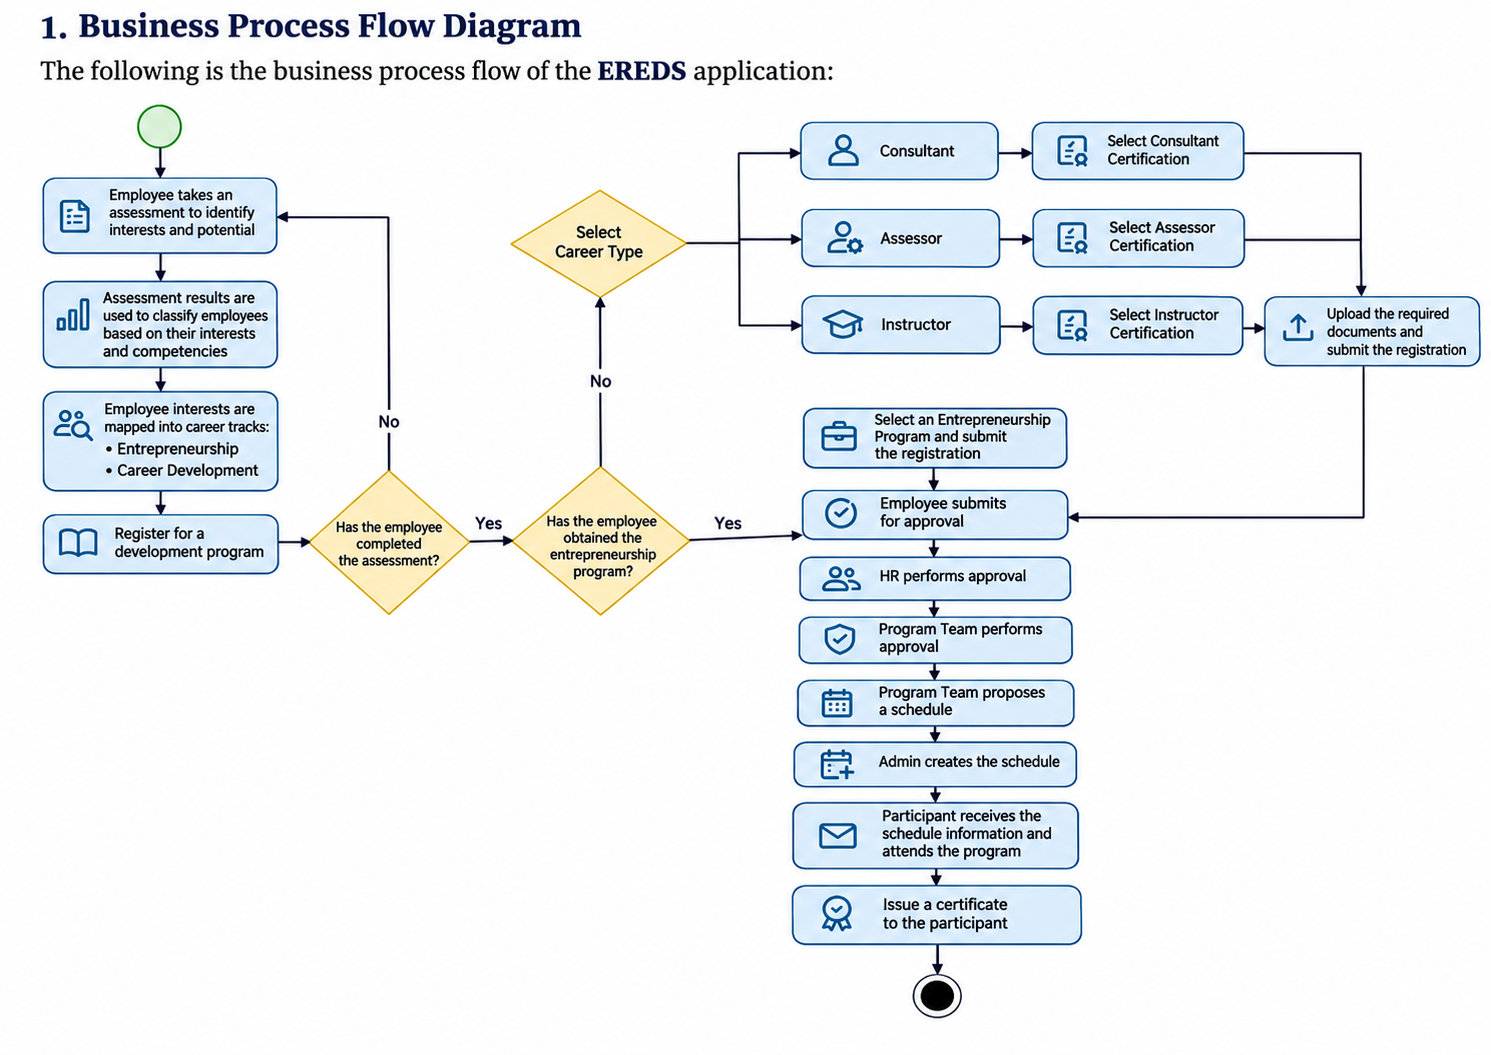 1. Business Process Flow Diagram
The following is the business process flow of the EREDS application:
Employee takes an
assessment to identify
interests and potential
Assessment results are
used to classify employees
based on their interests
and competencies
Employee interests are
mapped into career tracks:
• Entrepreneurship
• Career Development
Register for a
development program
No
Has the employee
completed
the assessment?
Yes
Select
Career Type
No
Has the employee
obtained the
entrepreneurship
program?
Yes
Consultant
Select Consultant
Certification
Assessor
Select Assessor
Certification
Instructor
Select Instructor
Certification
Upload the required
documents and
submit the registration
Select an Entrepreneurship
Program and submit
the registration
Employee submits
for approval
HR performs approval
Program Team performs
approval
Program Team proposes
a schedule
Admin creates the schedule
Participant receives the
schedule information and
attends the program
Issue a certificate
to the participant